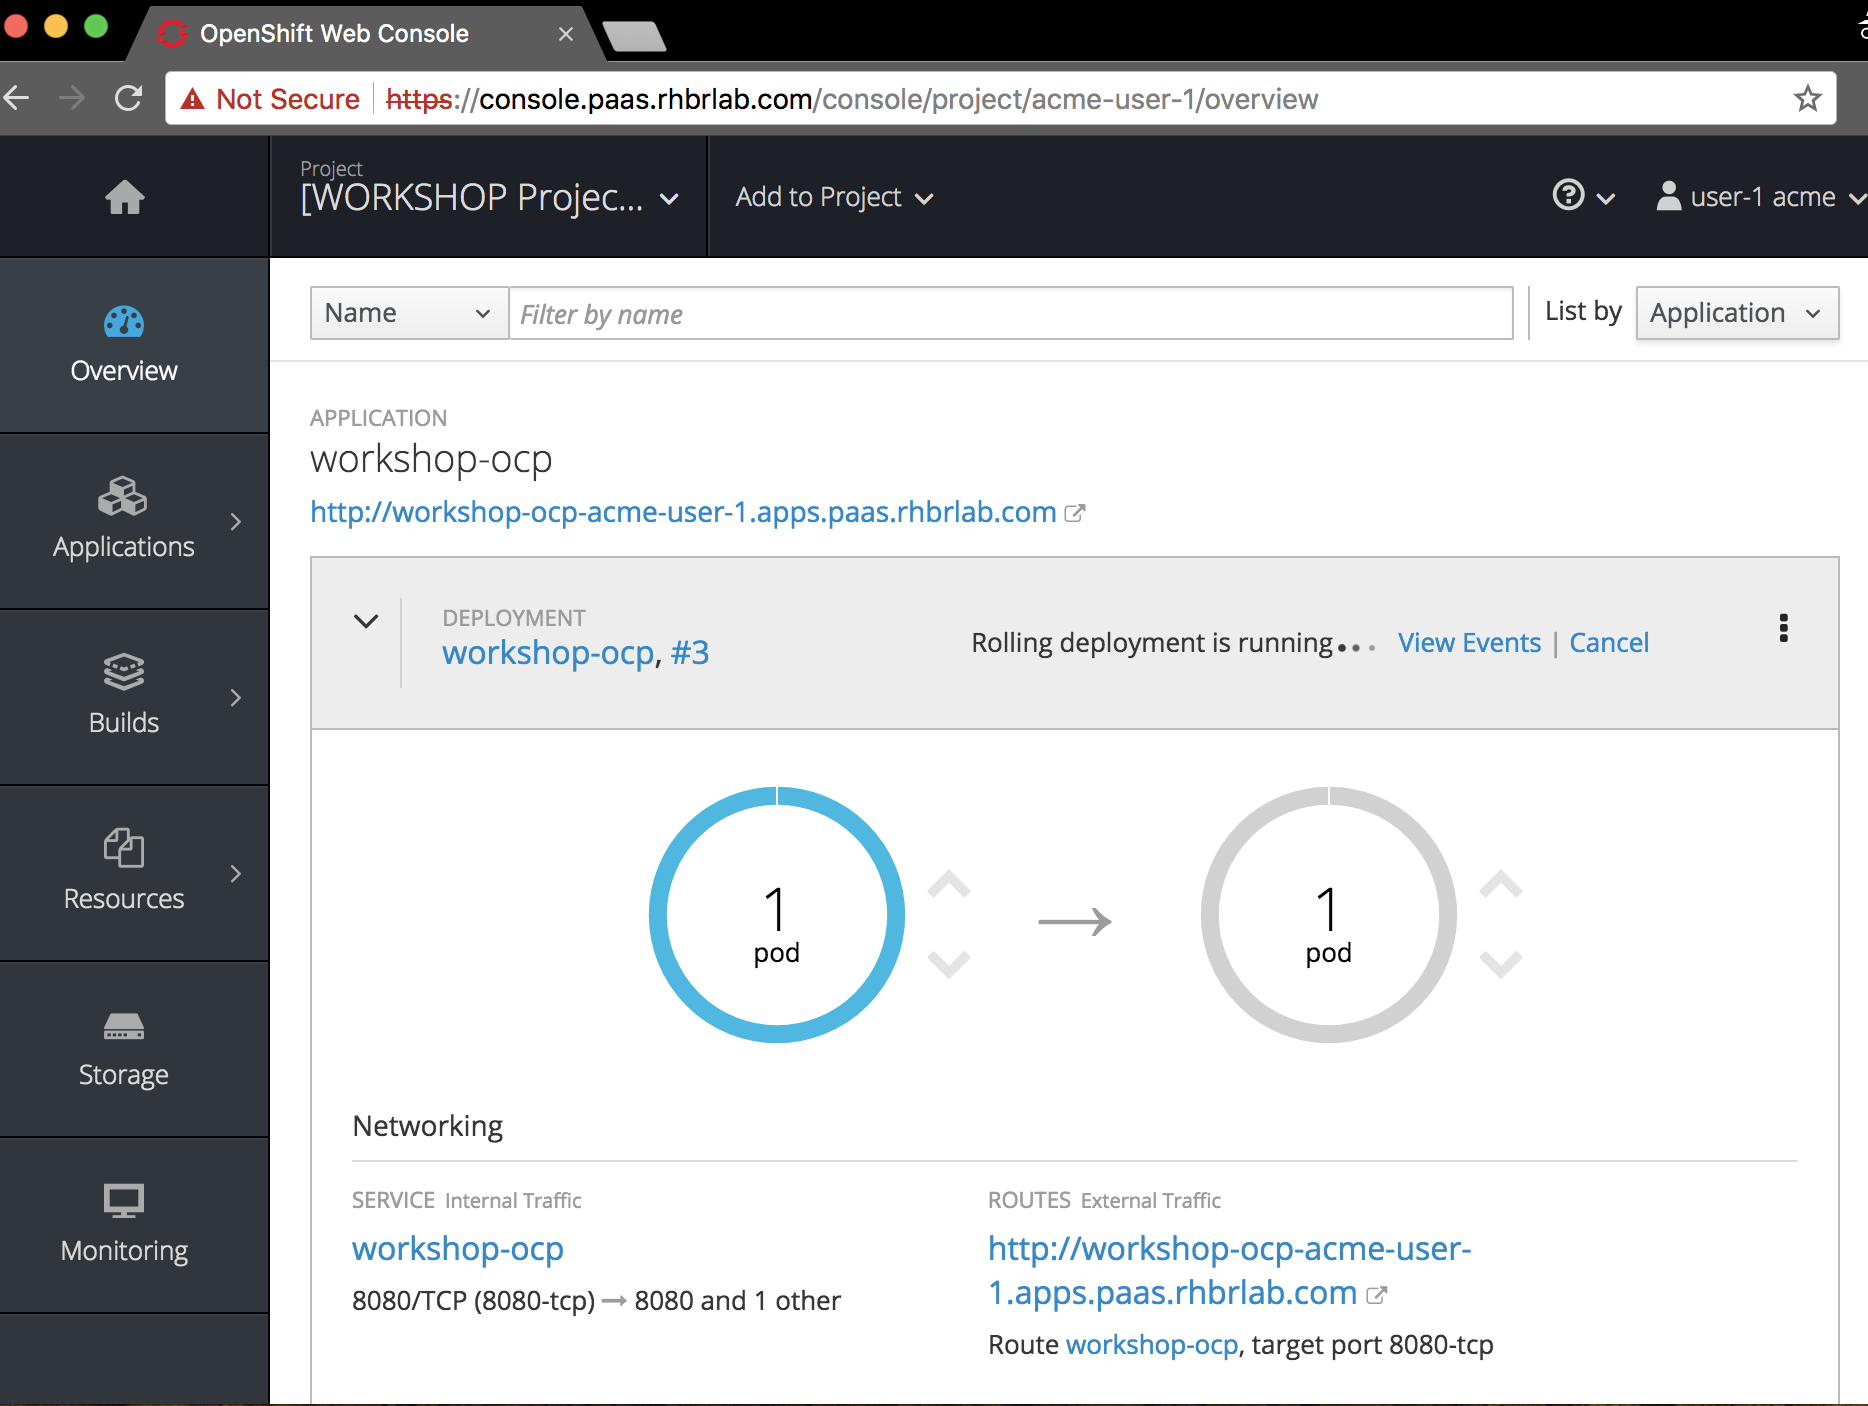 OpenShift Web Console
Not Secure https://console.paas.rhbrlab.com/console/project/acme-user-1/overview
Project
[WORKSHOP Projec...
Add to Project
user-1 acme
Overview
Applications
Builds
Resources
Storage
Monitoring
Name
Filter by name
List by
Application
APPLICATION
workshop-ocp
http://workshop-ocp-acme-user-1.apps.paas.rhbrlab.com
DEPLOYMENT
workshop-ocp, #3
Rolling deployment is running... View Events | Cancel
1
pod
1
pod
Networking
SERVICE Internal Traffic
workshop-ocp
8080/TCP (8080-tcp) → 8080 and 1 other
ROUTES External Traffic
http://workshop-ocp-acme-user-
1.apps.paas.rhbrlab.com
Route workshop-ocp, target port 8080-tcp